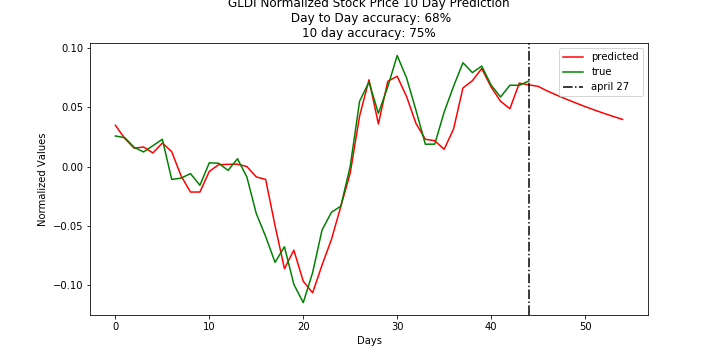 GLDI Normalized Stock Price 10 Day Prediction
Day to Day accuracy: 68%
10 day accuracy: 75%
predicted
true
april 27
0.10
0.05
0.00
−0.05
−0.10
Normalized Values
0
10
20
30
40
50
Days